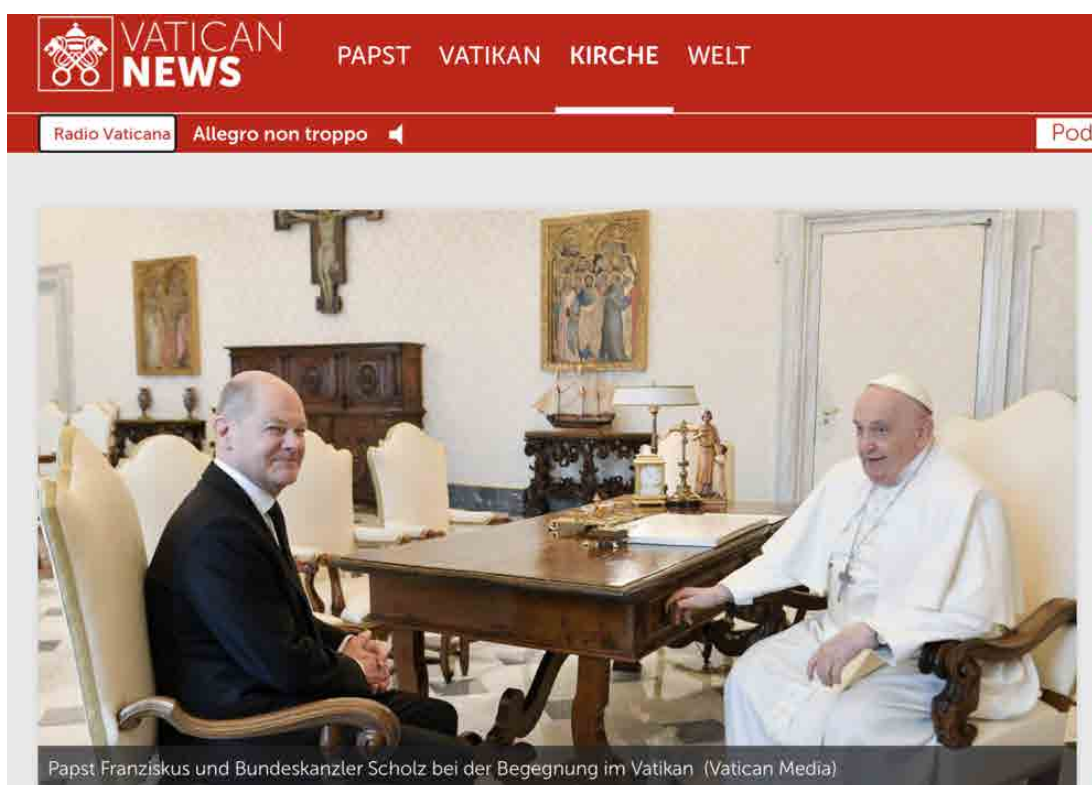 VATICAN
NEWS
PAPST VATIKAN KIRCHE WELT
Radio Vaticana Allegro non troppo
Pod
Papst Franziskus und Bundeskanzler Scholz bei der Begegnung im Vatikan (Vatican Media)